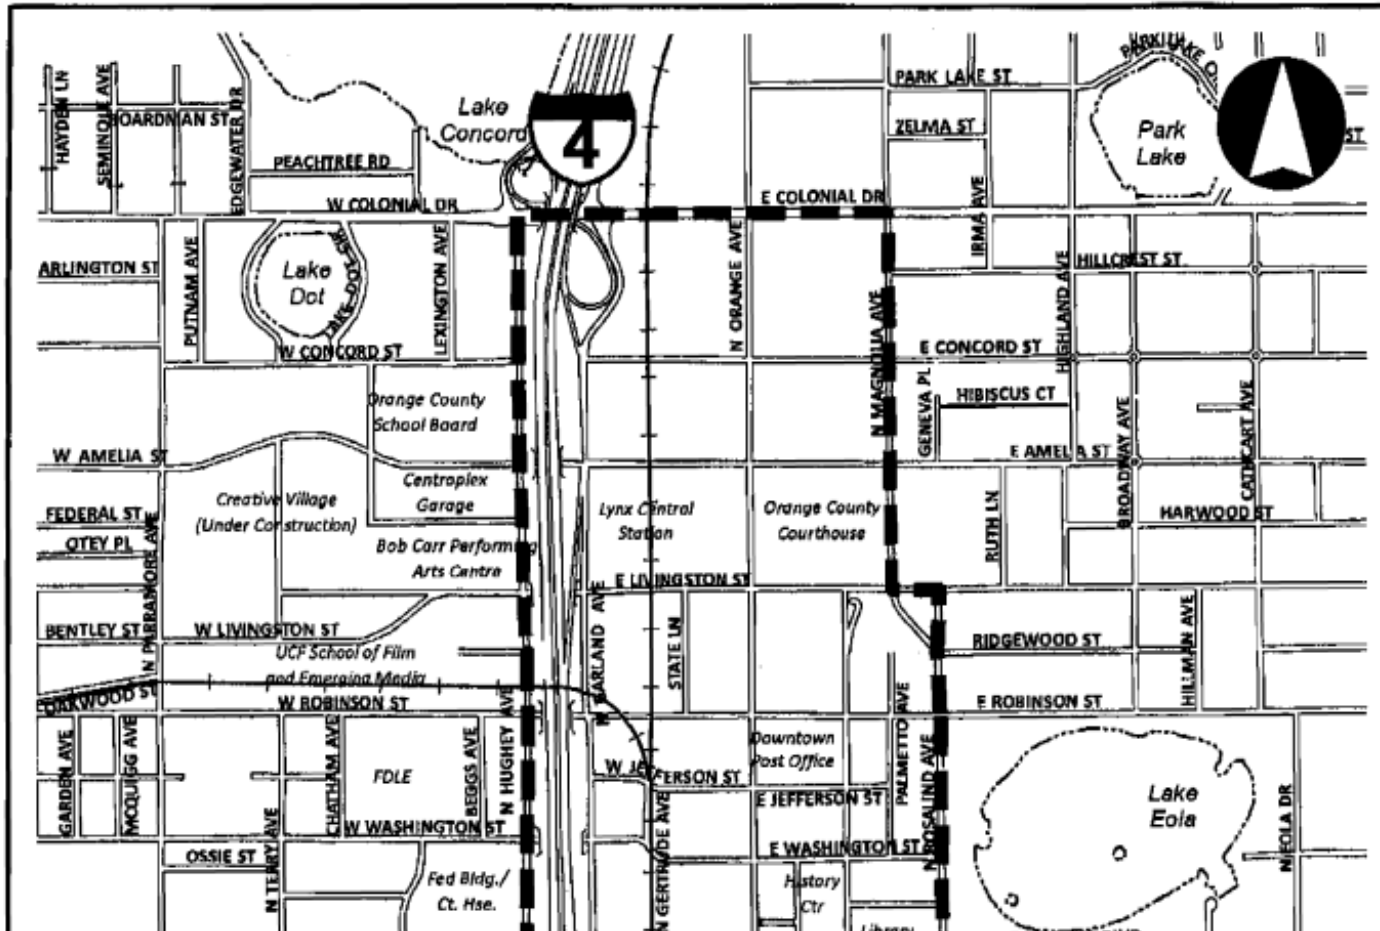 PARK LAKE ST
PARK LAKE
HAYDEN LN
SEMINOLE AVE
BOARDMAN ST
EDGEWATER DR
Lake
Concord
4
ZELMA ST
Park
Lake
ST
PEACHTREE RD
W COLONIAL DR
E COLONIAL DR
IRMA AVE
ARLINGTON ST
PUTNAM AVE
Lake
Dot
LAKE DOT CIR
LEXINGTON AVE
N ORANGE AVE
HILLCREST ST
HIGHLAND AVE
N MAGNOLIA AVE
W CONCORD ST
E CONCORD ST
GENEVA PL
HIBISCUS CT
Orange County
School Board
BROADWAY AVE
CATHCART AVE
W AMELIA ST
E AMELIA ST
Centroplex
Garage
Creative Village
(Under Construction)
Lynx Central
Station
Orange County
Courthouse
FEDERAL ST
OTEY PL
N PARRAMORE AVE
RUTH LN
HARWOOD ST
Bob Carr Performing
Arts Centre
E LIVINGSTON ST
BENTLEY ST
W LIVINGSTON ST
N GARLAND AVE
STATE LN
RIDGEWOOD ST
HILLMAN AVE
UCF School of Film
and Emerging Media
OAKWOOD ST
W ROBINSON ST
E ROBINSON ST
N HUGHEY AVE
PALMETTO AVE
GARDEN AVE
MCQUIGG AVE
CHATHAM AVE
FDLE
BEGGS AVE
W JEFFERSON ST
Downtown
Post Office
E JEFFERSON ST
N ROSALIND AVE
Lake
Eola
N EOLA DR
W WASHINGTON ST
E WASHINGTON ST
OSSIE ST
N TERRY AVE
N GERTRUDE AVE
Fed Bldg./
Ct. Hse.
History
Ctr
Library